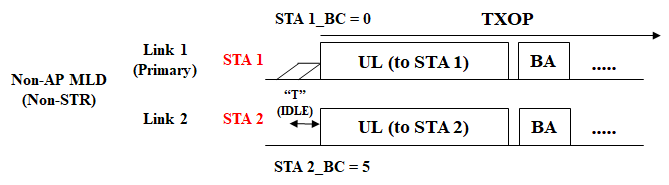 STA 1_BC = 0
TXOP
Link 1
(Primary)
STA 1
UL (to STA 1)
BA
.....
Non-AP MLD
(Non-STR)
“T”
(IDLE)
Link 2
STA 2
UL (to STA 2)
BA
.....
STA 2_BC = 5